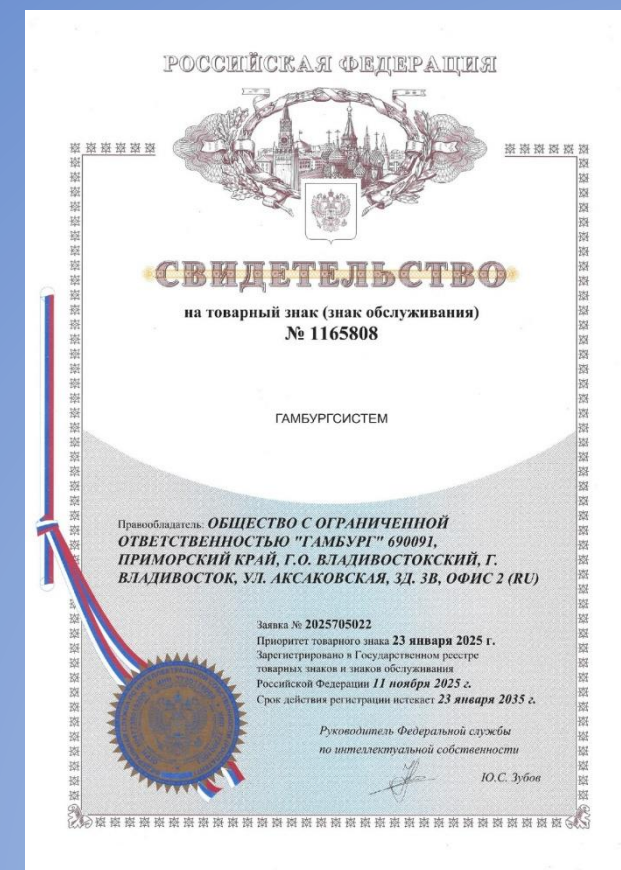 РОССИЙСКАЯ ФЕДЕРАЦИЯ
СВИДЕТЕЛЬСТВО
на товарный знак (знак обслуживания)
№ 1165808
ГАМБУРГСИСТЕМ
Правообладатель: ОБЩЕСТВО С ОГРАНИЧЕННОЙ
ОТВЕТСТВЕННОСТЬЮ "ГАМБУРГ" 690091,
ПРИМОРСКИЙ КРАЙ, Г.О. ВЛАДИВОСТОКСКИЙ, Г.
ВЛАДИВОСТОК, УЛ. АКСАКОВСКАЯ, ЗД. 3В, ОФИС 2 (RU)
Заявка № 2025705022
Приоритет товарного знака 23 января 2025 г.
Зарегистрировано в Государственном реестре
товарных знаков и знаков обслуживания
Российской Федерации 11 ноября 2025 г.
Срок действия регистрации истекает 23 января 2035 г.
Руководитель Федеральной службы
по интеллектуальной собственности
Ю.С. Зубов